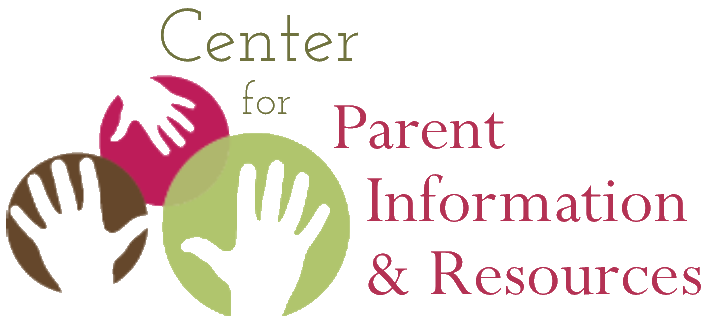 Center
for
Parent
Information
& Resources